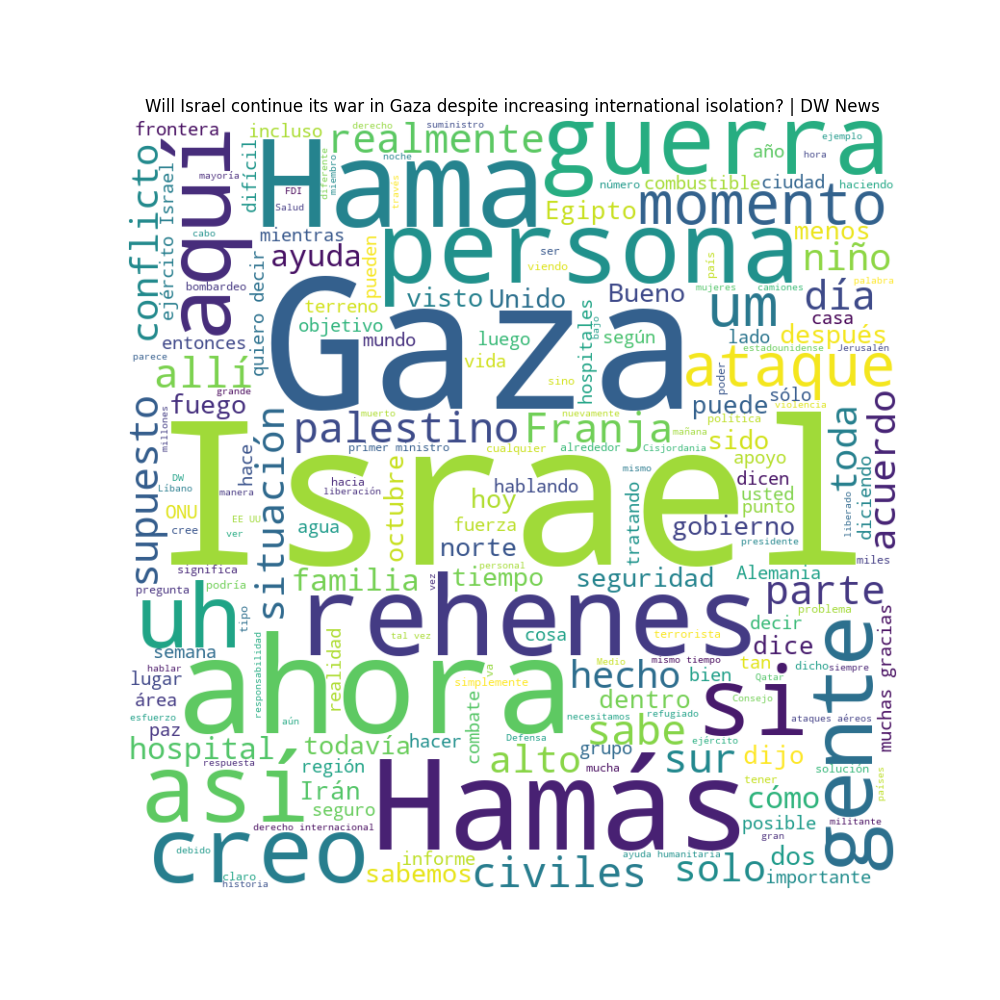 Will Israel continue its war in Gaza despite increasing international isolation? | DW News
frontera
incluso
realmente
derecho
suministro
guerra
ejemplo
mayoría
aquí
difícil
Hama
noche
diferente
miembro
través
año
hora
conflicto
ejército Israelí
FDI
Salud
número
combustible
ciudad
haciendo
Egipto
momento
cabo
mientras
persona
menos
ayuda
pueden
ser
viendo
país
niño
palabra
bombardeo
quiero decir
terreno
visto
Unido
Bueno
mujeres
camiones
um
día
casa
entonces
objetivo
mundo
Gaza
luego
hospitales
bajo
según
lado
después
estadounidense
Jerusalén
parece
allí
vida
sino
ataque
poder
grande
fuego
muerto
nuevamente
puede
sólo
violencia
supuesto
millones
situación
palestino
Franja
mañana
política
sido
toda
acuerdo
primer ministro
cualquier
alrededor
Cisjordania
apoyo
DW
Líbano
hace
hacia
liberación
octubre
hablando
hoy
mismo
tratando
dicen
usted
punto
liberado
diciendo
manera
ONU
EE UU
Israel
cree
ver
agua
fuerza
gobierno
presidente
norte
miles
significa
personal
pregunta
podría
familia
vez
tiempo
seguridad
Alemania
parte
uh
tipo
rehenes
problema
tal vez
cosa
terrorista
decir
dice
gente
muchas gracias
semana
responsabilidad
realidad
ahora
hablar
lugar
va
simplemente
Medio
mismo tiempo
hecho
bien
si
tan
dicho
siempre
Qatar
área
esfuerzo
aún
combate
dentro
necesitamos
refugiado
Consejo
ataques aéreos
paz
hospital
todavía
hacer
Defensa
sabe
ejército
grupo
respuesta
región
alto
mucha
sur
dijo
solución
países
así
Irán
Hamás
tener
cómo
seguro
derecho internacional
posible
militante
gran
creo
debido
informe
ayuda humanitaria
dos
claro
historia
sabemos
civiles
solo
importante